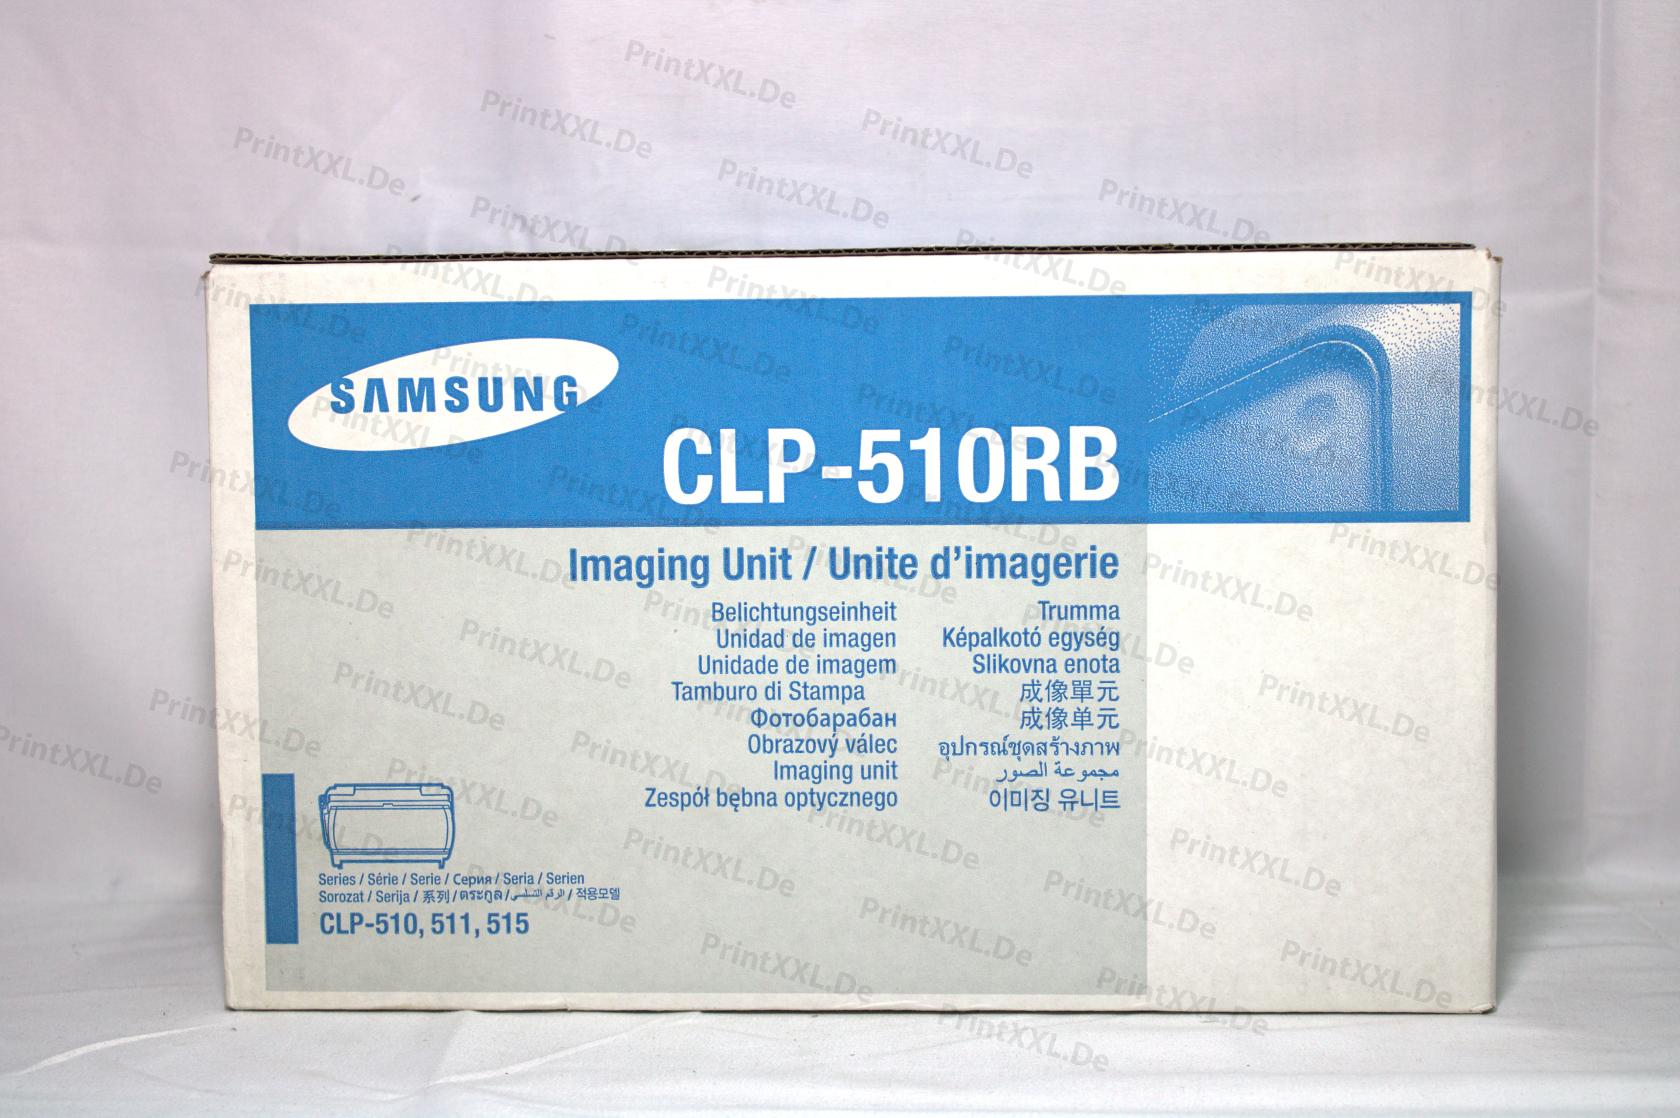 SAMSUNG
CLP-510RB
Imaging Unit / Unite d'imagerie
Belichtungseinheit
Unidad de imagen
Unidade de imagem
Tamburo di Stampa
Фотобарабан
Obrazový válec
Imaging unit
Zespół bębna optycznego
Trumma
Képalkotó egység
Slikovna enota
成像單元
成像单元
อุปกรณ์ชุดสร้างภาพ
مجموعة الصور
이미징 유니트
Series / Série / Serie / Серия / Seria / Serien
Sorozat / Serija / 系列 / ตระกูล / / 적용모델
CLP-510, 511, 515
PrintXXL.De